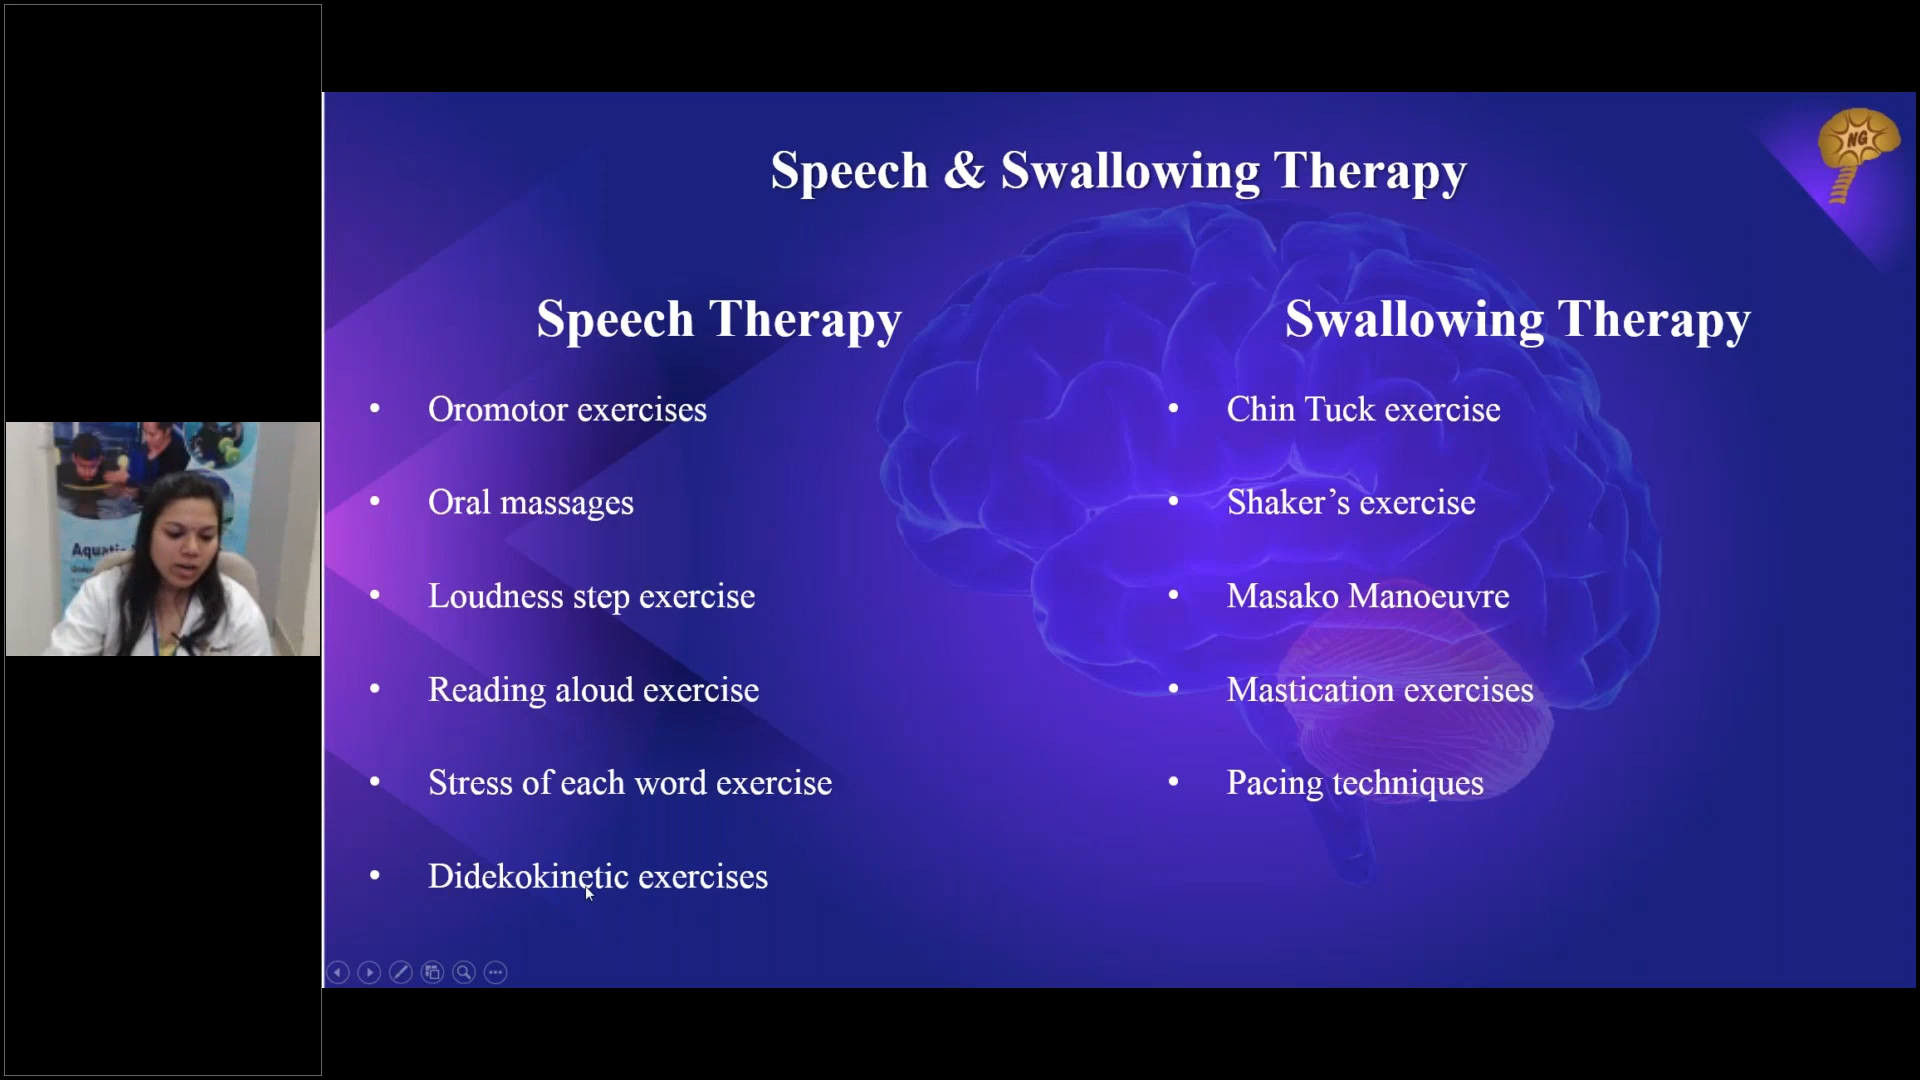 Speech & Swallowing Therapy
NG
Speech Therapy
• Oromotor exercises
• Oral massages
• Loudness step exercise
• Reading aloud exercise
• Stress of each word exercise
• Didekokinetic exercises
Swallowing Therapy
• Chin Tuck exercise
• Shaker’s exercise
• Masako Manoeuvre
• Mastication exercises
• Pacing techniques